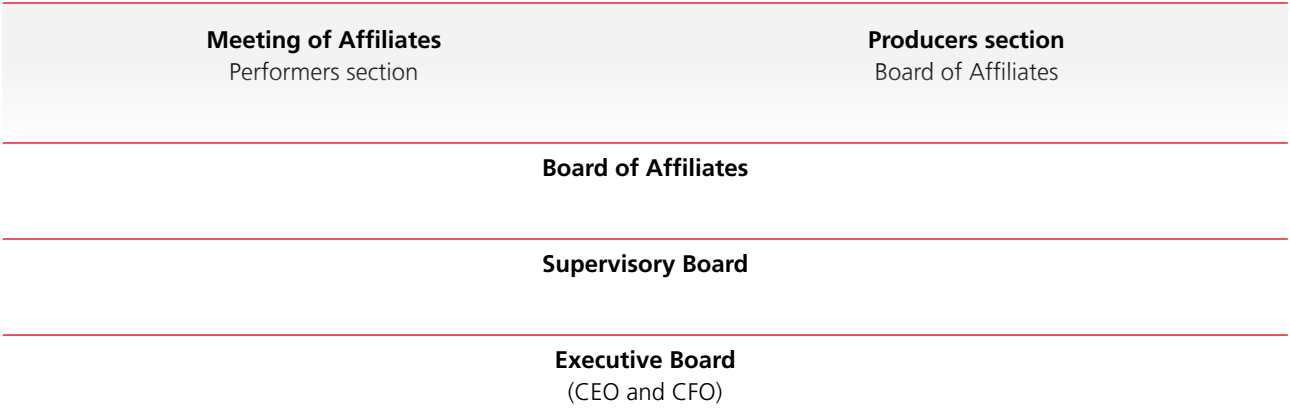 Meeting of Affiliates
Performers section
Producers section
Board of Affiliates
Board of Affiliates
Supervisory Board
Executive Board
(CEO and CFO)